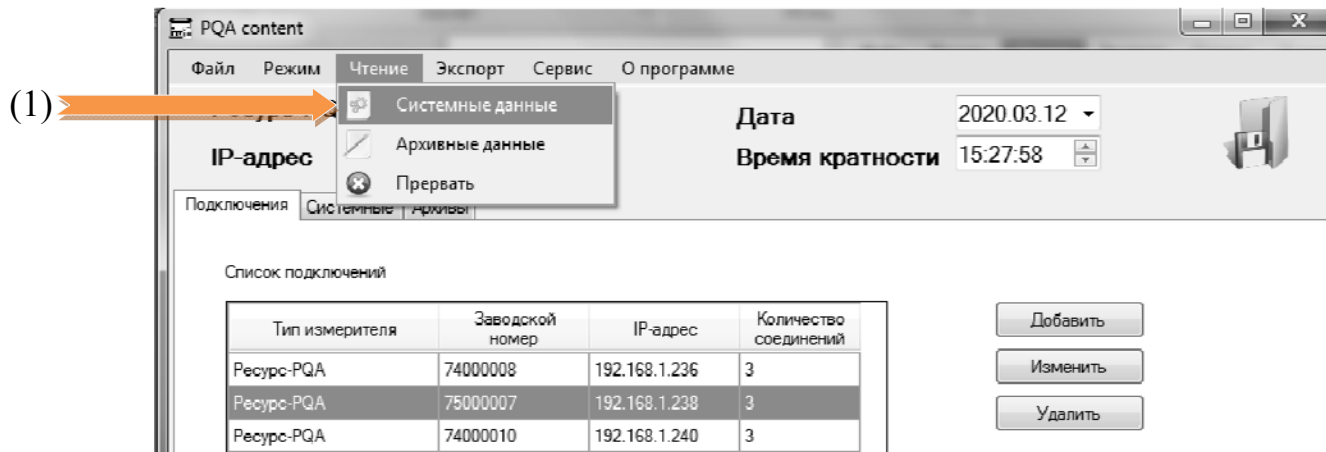 PQA content
Файл Режим Чтение Экспорт Сервис О программе
(1) Системные данные
Дата 2020.03.12
Архивные данные
IP-адрес Время кратности 15:27:58
Прервать
Подключения Системные Архивы
Список подключений
Тип измерителя Заводской номер IP-адрес Количество соединений
Добавить
Ресурс-PQA 74000008 192.168.1.236 3
Изменить
Ресурс-PQA 75000007 192.168.1.238 3
Удалить
Ресурс-PQA 74000010 192.168.1.240 3